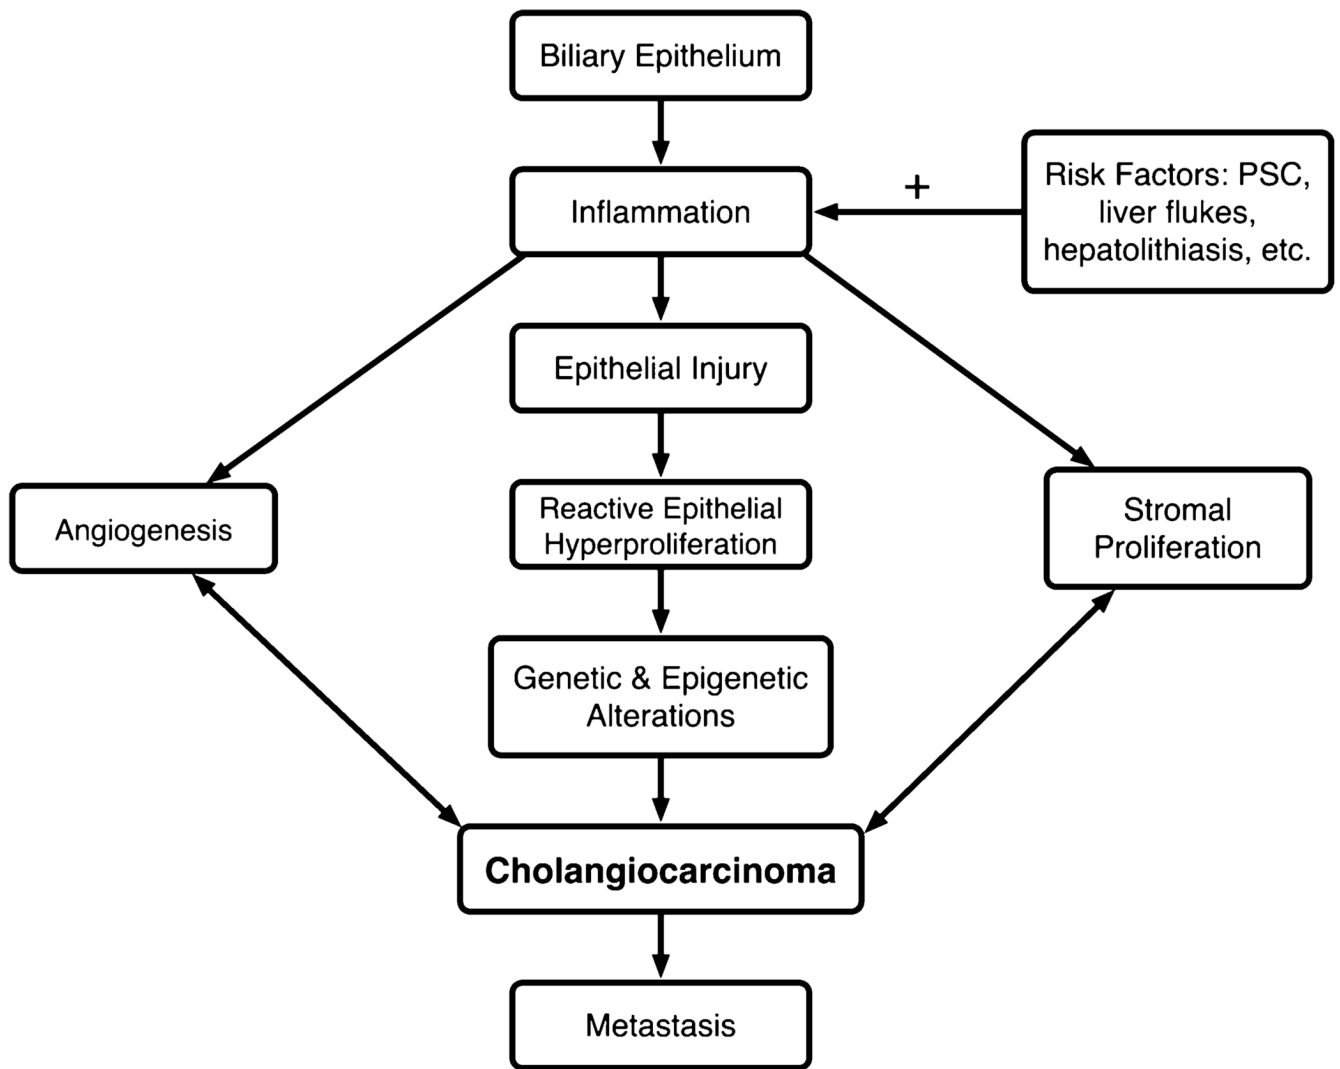 Biliary Epithelium
+
Risk Factors: PSC,
liver flukes,
hepatolithiasis, etc.
Inflammation
Epithelial Injury
Angiogenesis
Reactive Epithelial
Hyperproliferation
Stromal
Proliferation
Genetic & Epigenetic
Alterations
Cholangiocarcinoma
Metastasis